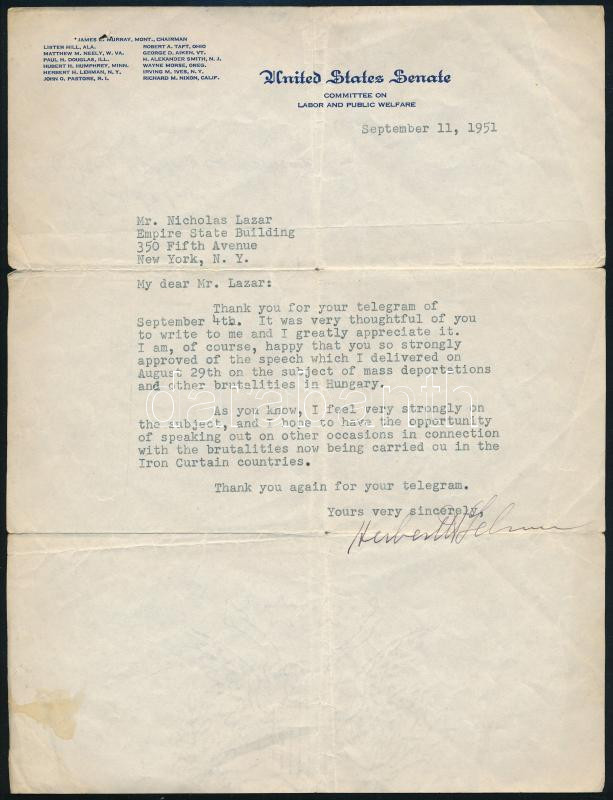 JAMES E. MURRAY, MONT., CHAIRMAN
LISTER HILL, ALA.
MATTHEW M. NEELY, W. VA.
PAUL H. DOUGLAS, ILL.
HUBERT H. HUMPHREY, MINN.
HERBERT H. LEHMAN, N. Y.
JOHN O. PASTORE, R. I.
ROBERT A. TAFT, OHIO
GEORGE D. AIKEN, VT.
H. ALEXANDER SMITH, N. J.
WAYNE MORSE, OREG.
IRVING M. IVES, N. Y.
RICHARD M. NIXON, CALIF.
United States Senate
COMMITTEE ON
LABOR AND PUBLIC WELFARE
September 11, 1951
Mr. Nicholas Lazar
Empire State Building
350 Fifth Avenue
New York, N. Y.
My dear Mr. Lazar:
Thank you for your telegram of
September 4th. It was very thoughtful of you
to write to me and I greatly appreciate it.
I am, of course, happy that you so strongly
approved of the speech which I delivered on
August 29th on the subject of mass deportations
and other brutalities in Hungary.
darabanth
As you know, I feel very strongly on
the subject, and I hope to have the opportunity
of speaking out on other occasions in connection
with the brutalities now being carried ou in the
Iron Curtain countries.
Thank you again for your telegram.
Yours very sincerely,
Herbert H Lehman